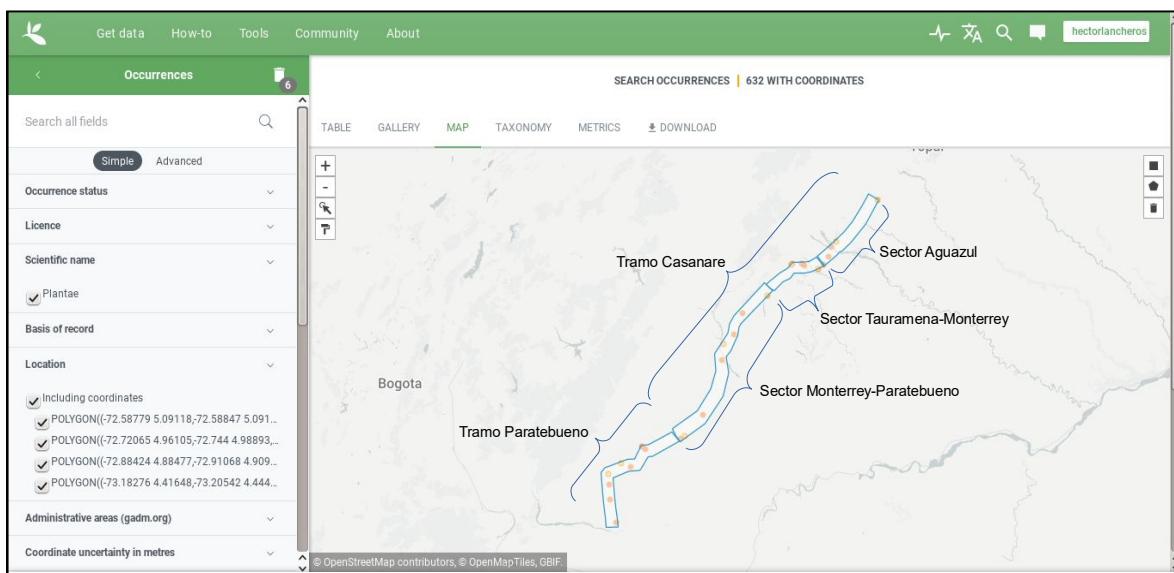 Get data How-to Tools Community About
hectorlancheros
Occurrences
6
SEARCH OCCURRENCES | 632 WITH COORDINATES
Search all fields
TABLE GALLERY MAP TAXONOMY METRICS DOWNLOAD
Simple Advanced
Occurrence status
Licence
Scientific name
Plantae
Basis of record
Location
Including coordinates
POLYGON((-72.58779 5.09118,-72.58847 5.091...
POLYGON((-72.72065 4.96105,-72.744 4.98893,...
POLYGON((-72.88424 4.88477,-72.91068 4.909...
POLYGON((-73.18276 4.41648,-73.20542 4.444...
Administrative areas (gadm.org)
Coordinate uncertainty in metres
+
-
Tramo Casanare
Sector Aguazul
Sector Tauramena-Monterrey
Bogota
Sector Monterrey-Paratebueno
Tramo Paratebueno
© OpenStreetMap contributors, © OpenMapTiles, GBIF.